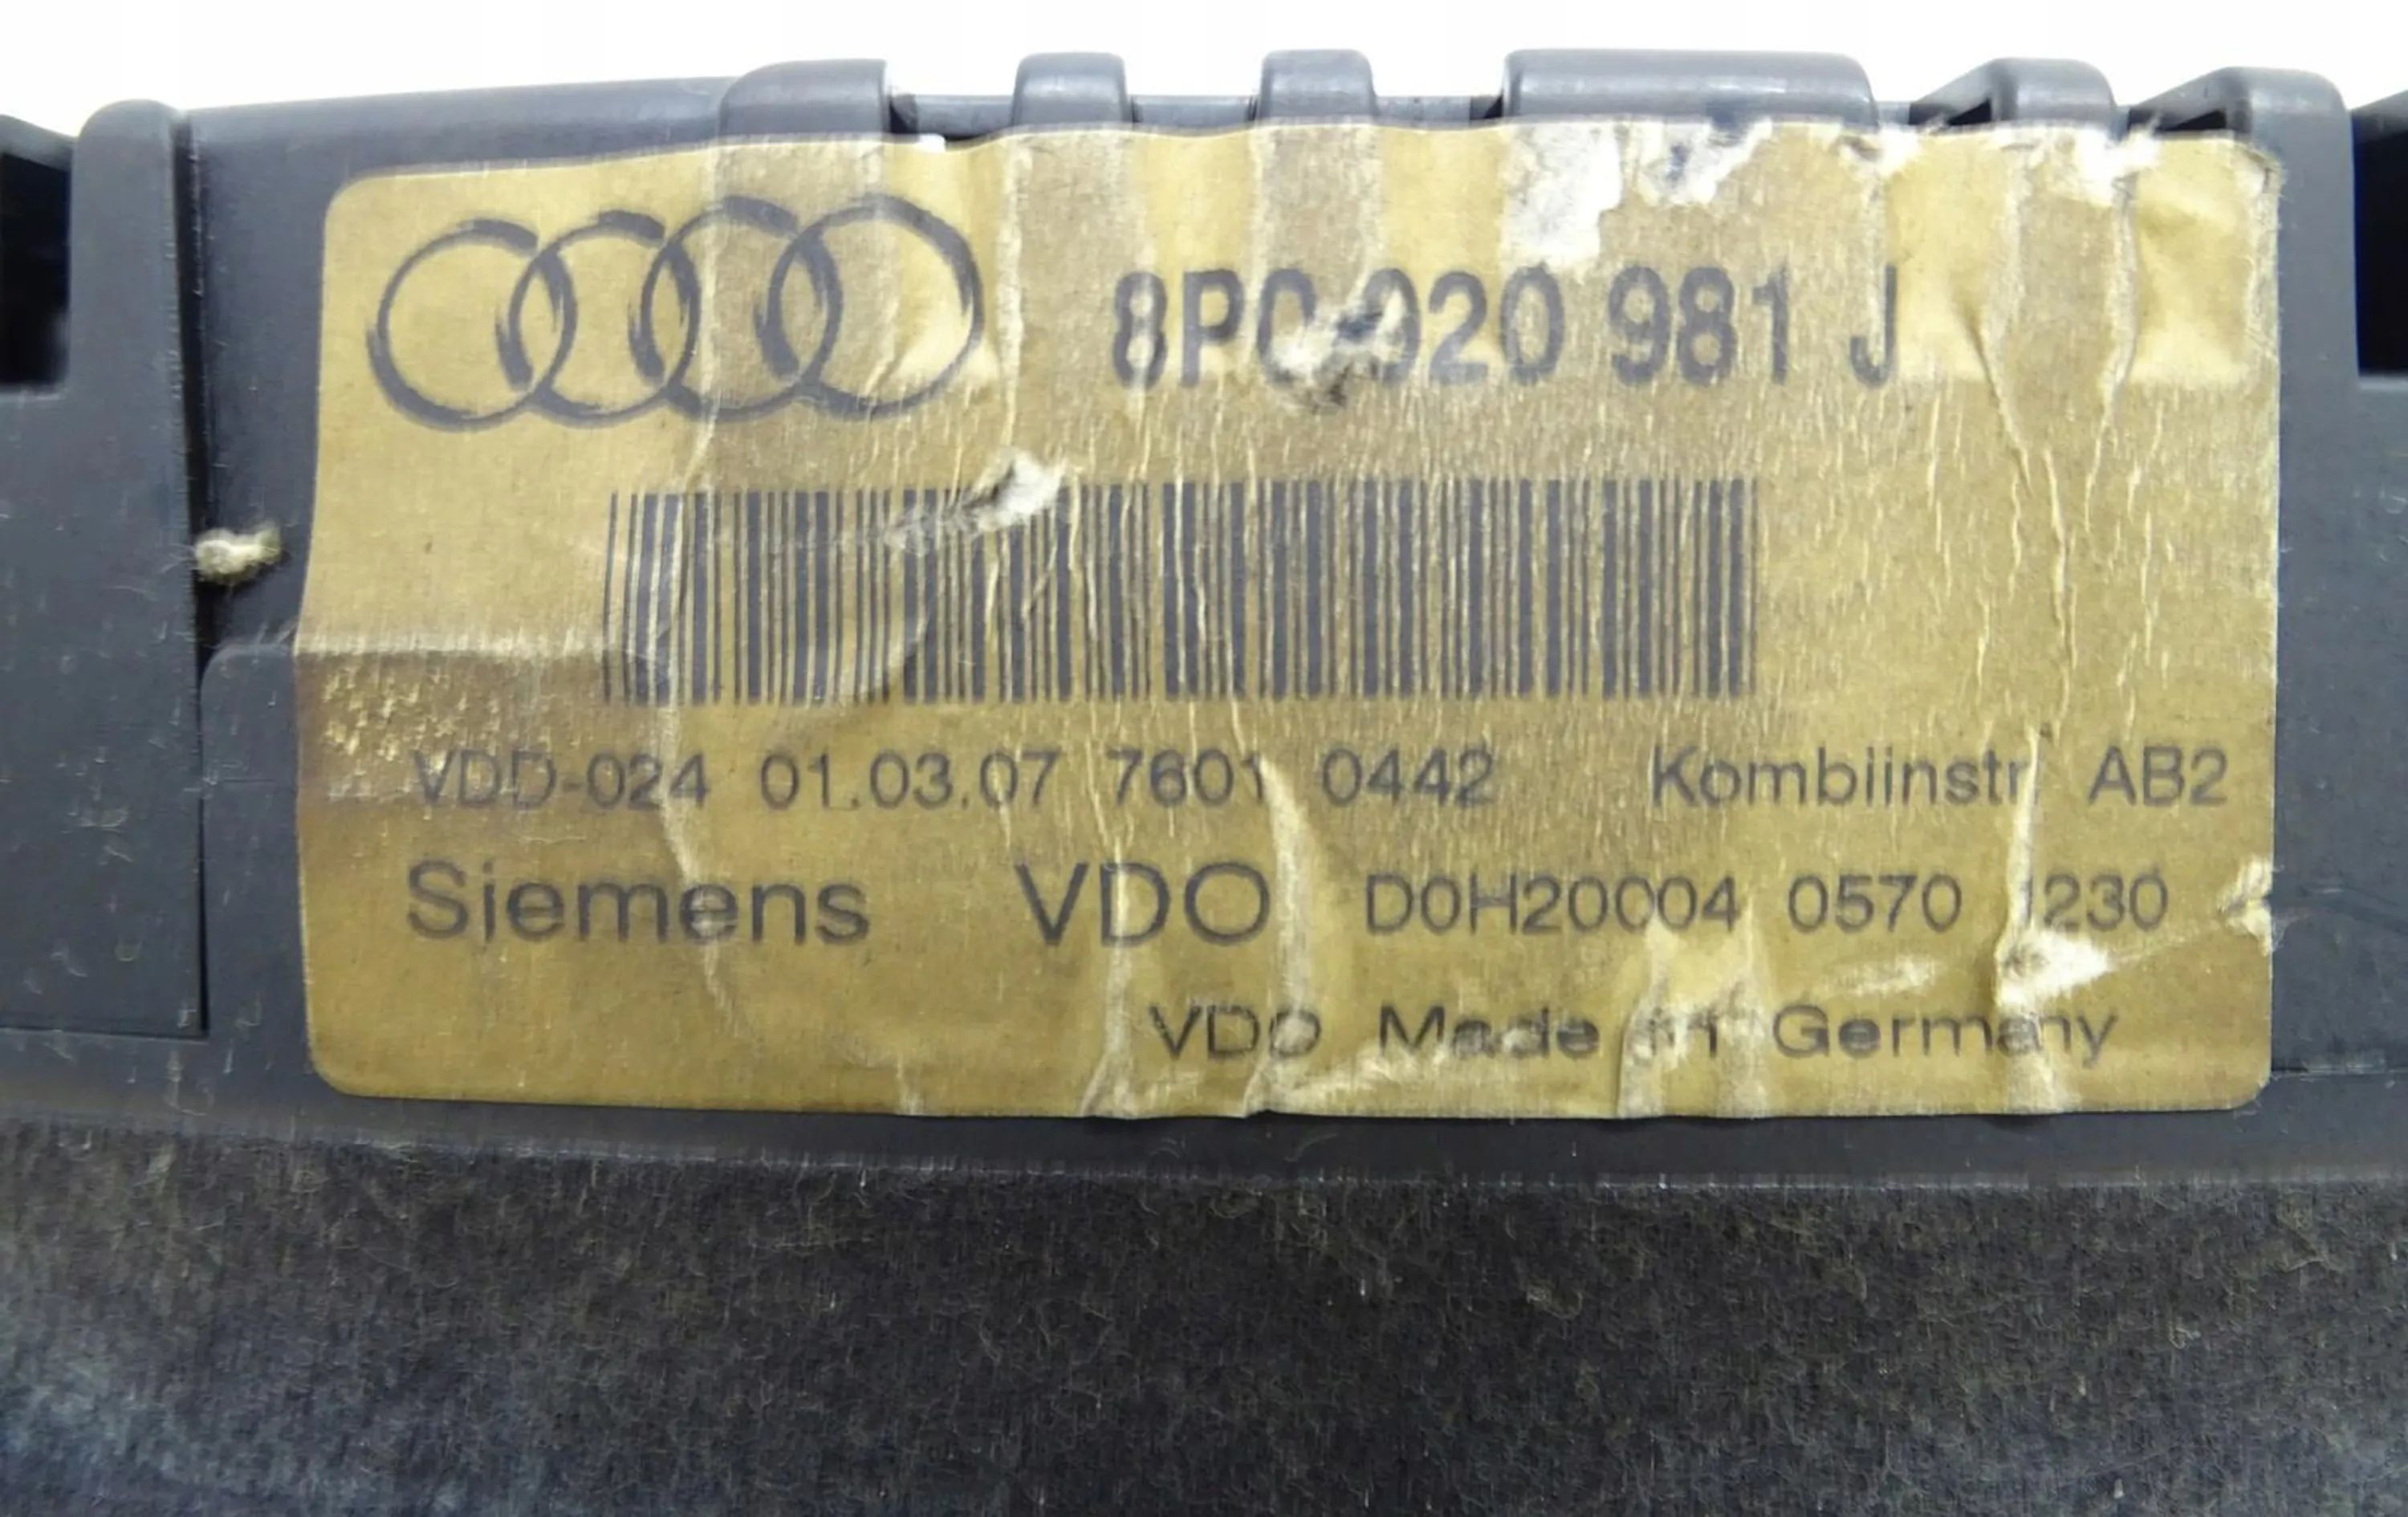 8P0 920 981 J
VDD-024 01.03.07 7601 0442 Kombiinstr. AB2
Siemens VDO D0H20004 0570 1230
VDO Made in Germany